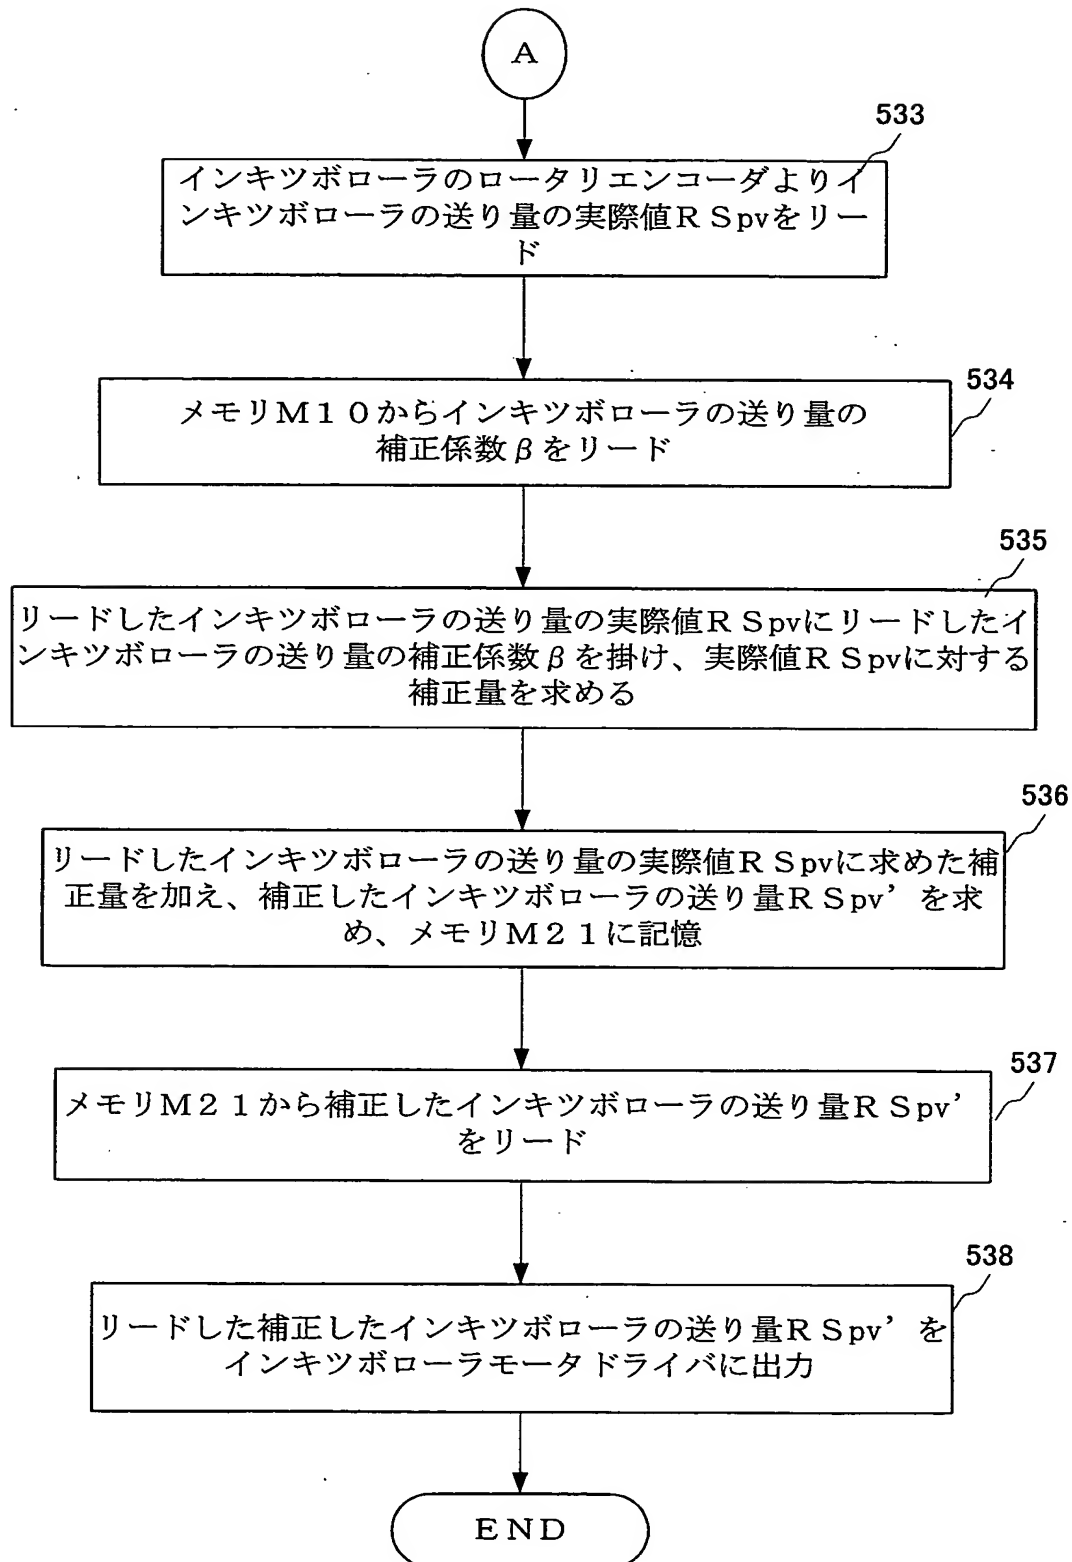 A
533
インキツボローラのロータリエンコーダよりイ
ンキツボローラの送り量の実際値RSpvをリー
ド
534
メモリM10からインキツボローラの送り量の
補正係数βをリード
535
リードしたインキツボローラの送り量の実際値RSpvにリードしたイ
ンキツボローラの送り量の補正係数βを掛け、実際値RSpvに対する
補正量を求める
536
リードしたインキツボローラの送り量の実際値RSpvに求めた補
正量を加え、補正したインキツボローラの送り量RSpv’を求
め、メモリM21に記憶
537
メモリM21から補正したインキツボローラの送り量RSpv’
をリード
538
リードした補正したインキツボローラの送り量RSpv’を
インキツボローラモータドライバに出力
END